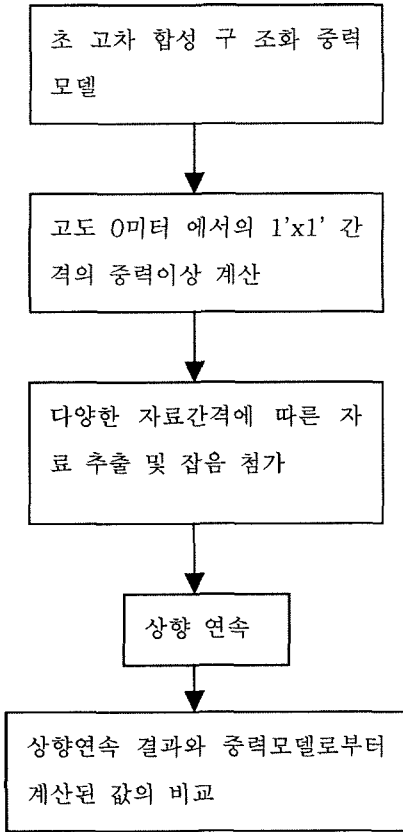 초 고차 합성 구 조화 중력
모델
고도 0미터 에서의 1'x1' 간
격의 중력이상 계산
다양한 자료간격에 따른 자
료 추출 및 잡음 첨가
상향 연속
상향연속 결과와 중력모델로부터
계산된 값의 비교